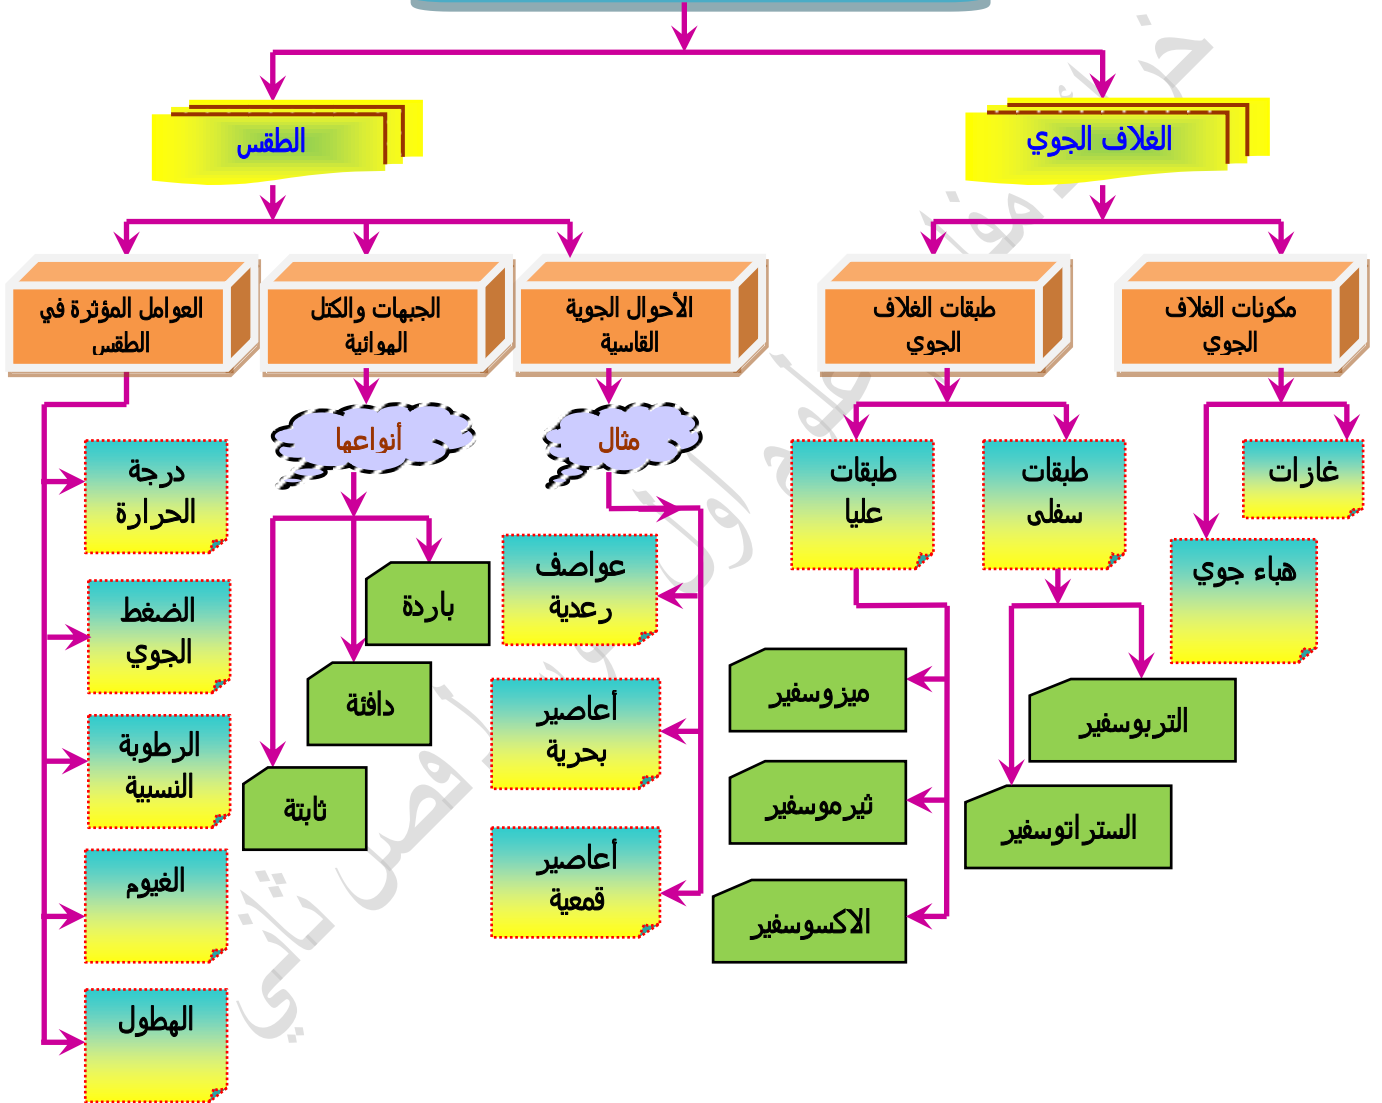 الغلاف الجوي
الطقس
مكونات الغلاف
الجوي
طبقات الغلاف
الجوي
الأحوال الجوية
القاسية
الجبهات والكتل
الهوائية
العوامل المؤثرة في
الطقس
غازات
هباء جوي
طبقات
سفلى
طبقات
عليا
مثال
أنواعها
التربوسفير
الستراتوسفير
ميزوسفير
ثيرموسفير
الاكسوسفير
عواصف
رعدية
أعاصير
بحرية
أعاصير
قمعية
باردة
دافئة
ثابتة
درجة
الحرارة
الضغط
الجوي
الرطوبة
النسبية
الغيوم
الهطول